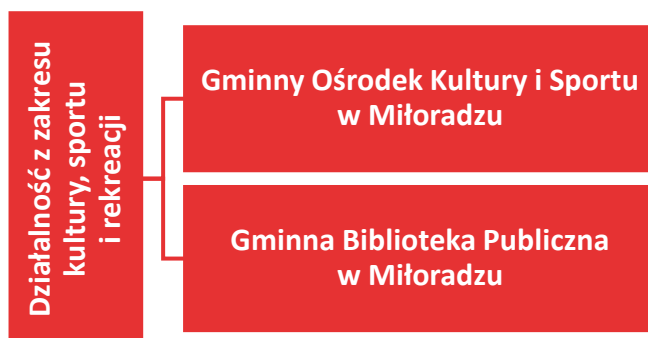 Działalność z zakresu
kultury, sportu
i rekreacji
Gminny Ośrodek Kultury i Sportu
w Miłoradzu
Gminna Biblioteka Publiczna
w Miłoradzu